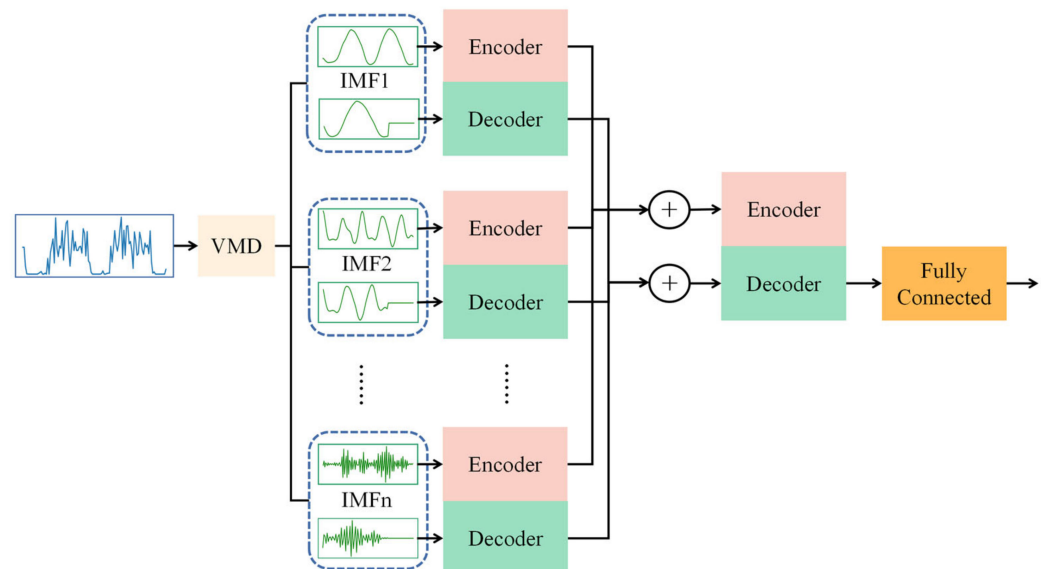 Encoder
IMF1
Decoder
Encoder
VMD
IMF2
Decoder
+
Encoder
+
Decoder
Fully
Connected
Encoder
IMFn
Decoder